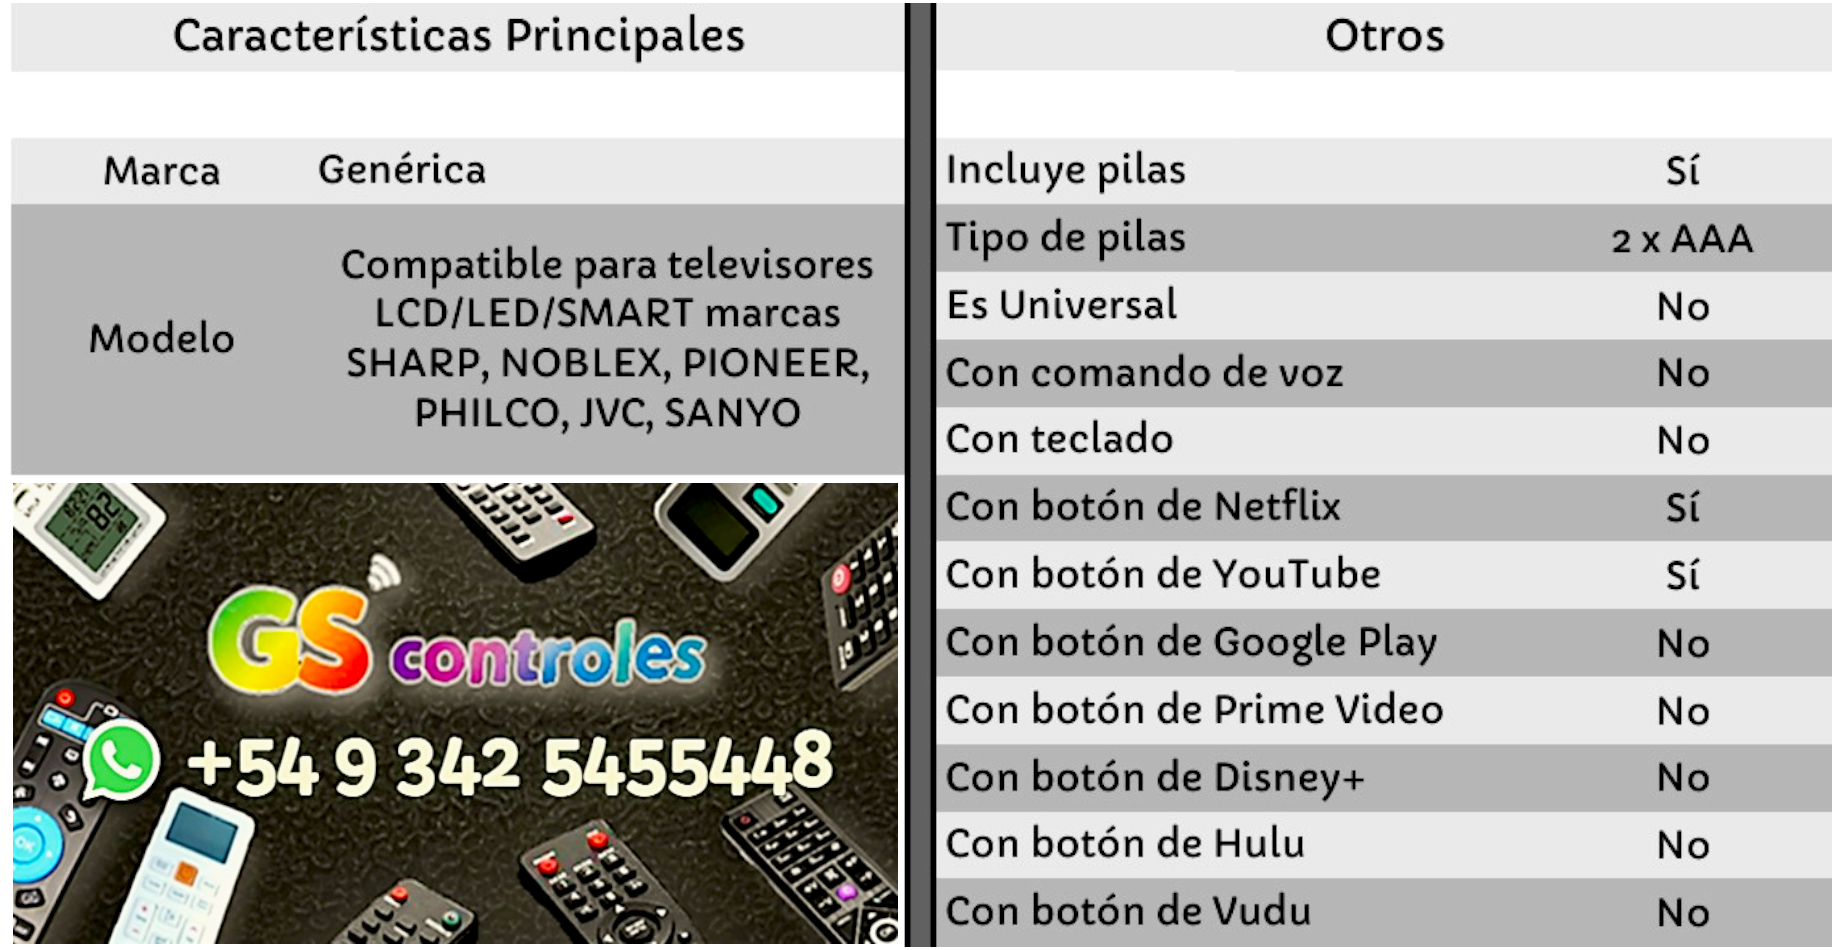 Características Principales
Marca Genérica
Modelo
Compatible para televisores
LCD/LED/SMART marcas
SHARP, NOBLEX, PIONEER,
PHILCO, JVC, SANYO
GS controles
+54 9 342 5455448
Otros
Incluye pilas Sí
Tipo de pilas 2 x AAA
Es Universal No
Con comando de voz No
Con teclado No
Con botón de Netflix Sí
Con botón de YouTube Sí
Con botón de Google Play No
Con botón de Prime Video No
Con botón de Disney+ No
Con botón de Hulu No
Con botón de Vudu No
82
OK